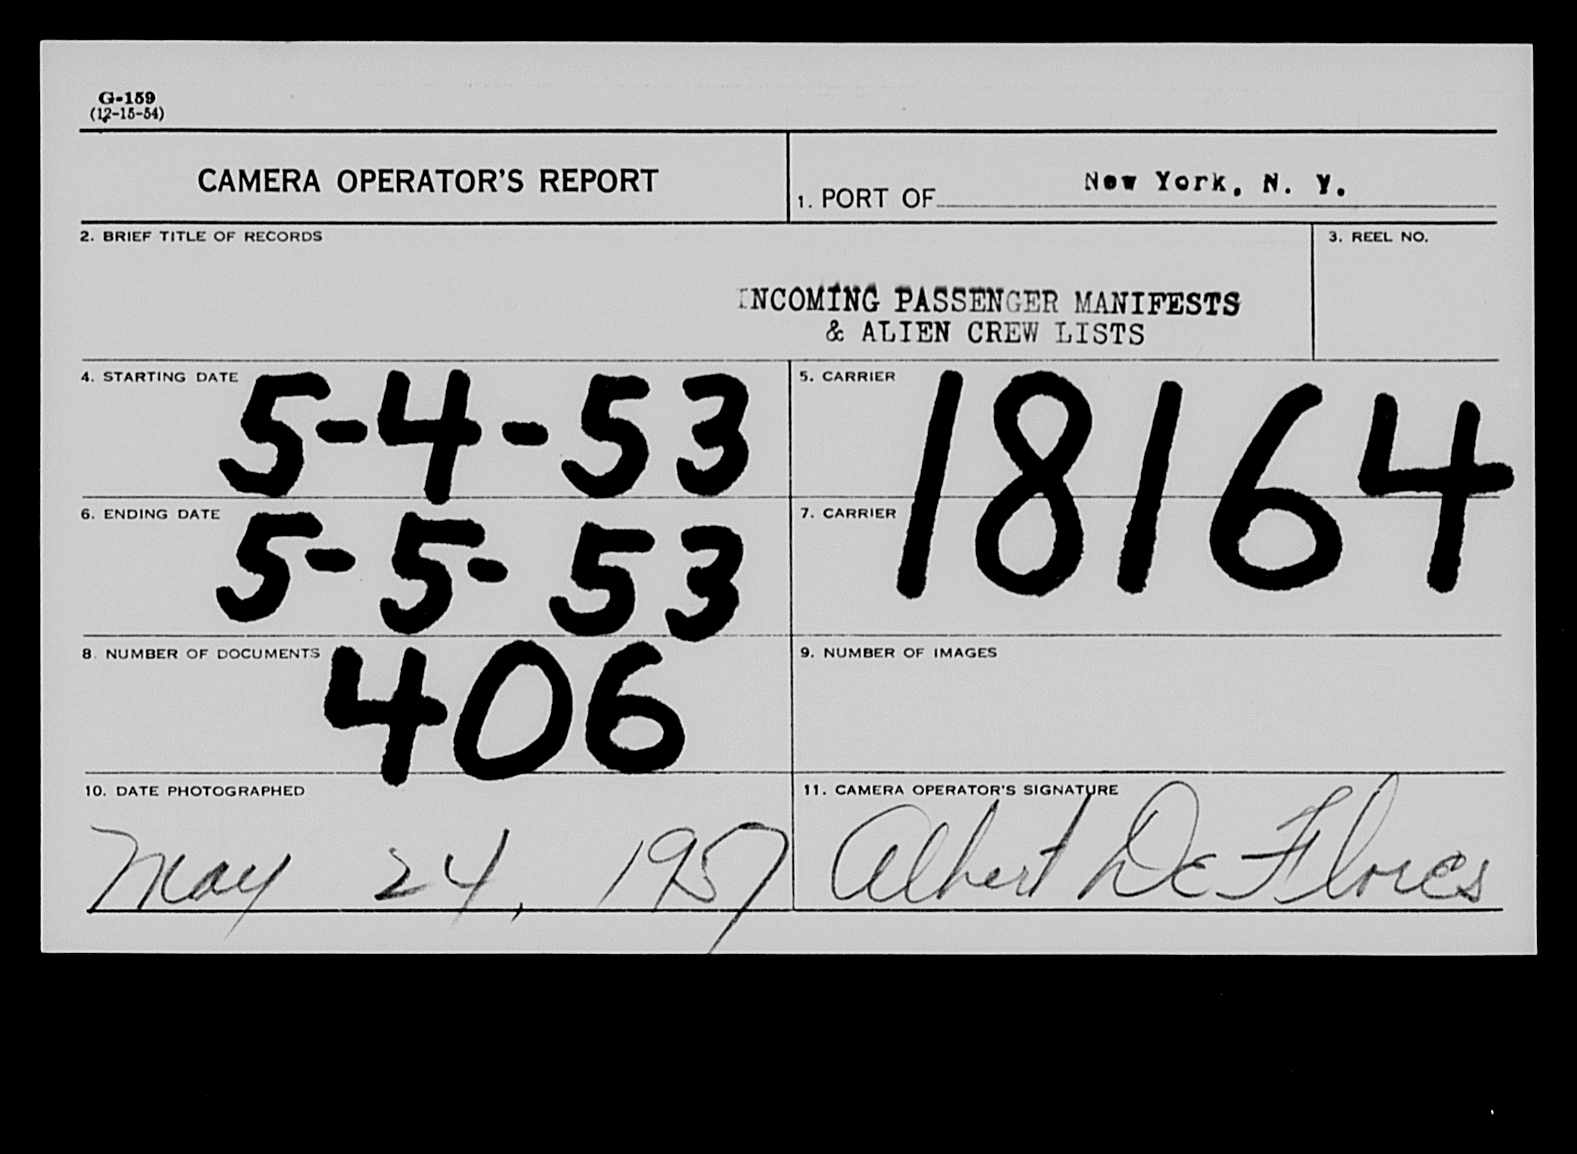 G-159
(12-15-54)
CAMERA OPERATOR'S REPORT
1. PORT OF New York, N. Y.
2. BRIEF TITLE OF RECORDS
3. REEL NO.
INCOMING PASSENGER MANIFESTS
& ALIEN CREW LISTS
4. STARTING DATE 5-4-53
5. CARRIER 18164
6. ENDING DATE 5-5-53
7. CARRIER
8. NUMBER OF DOCUMENTS 406
9. NUMBER OF IMAGES
10. DATE PHOTOGRAPHED
11. CAMERA OPERATOR'S SIGNATURE
May 24, 1957
Albert De Flores